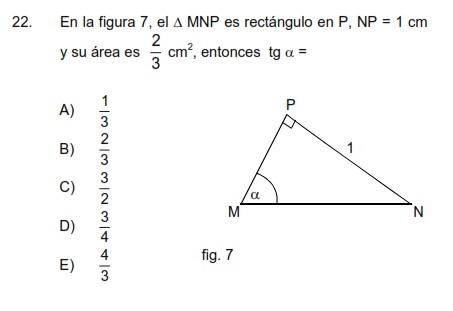 22. En la figura 7, el Δ MNP es rectángulo en P, NP = 1 cm
y su área es 2/3 cm², entonces tg α =
A) 1/3
B) 2/3
C) 3/2
D) 3/4
E) 4/3
P
1
α
M
N
fig. 7